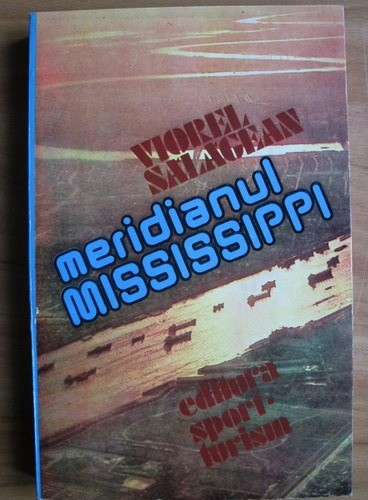 VIOREL
SALAGEAN
meridianul
MISSISSIPPI
editura
sport.
turism